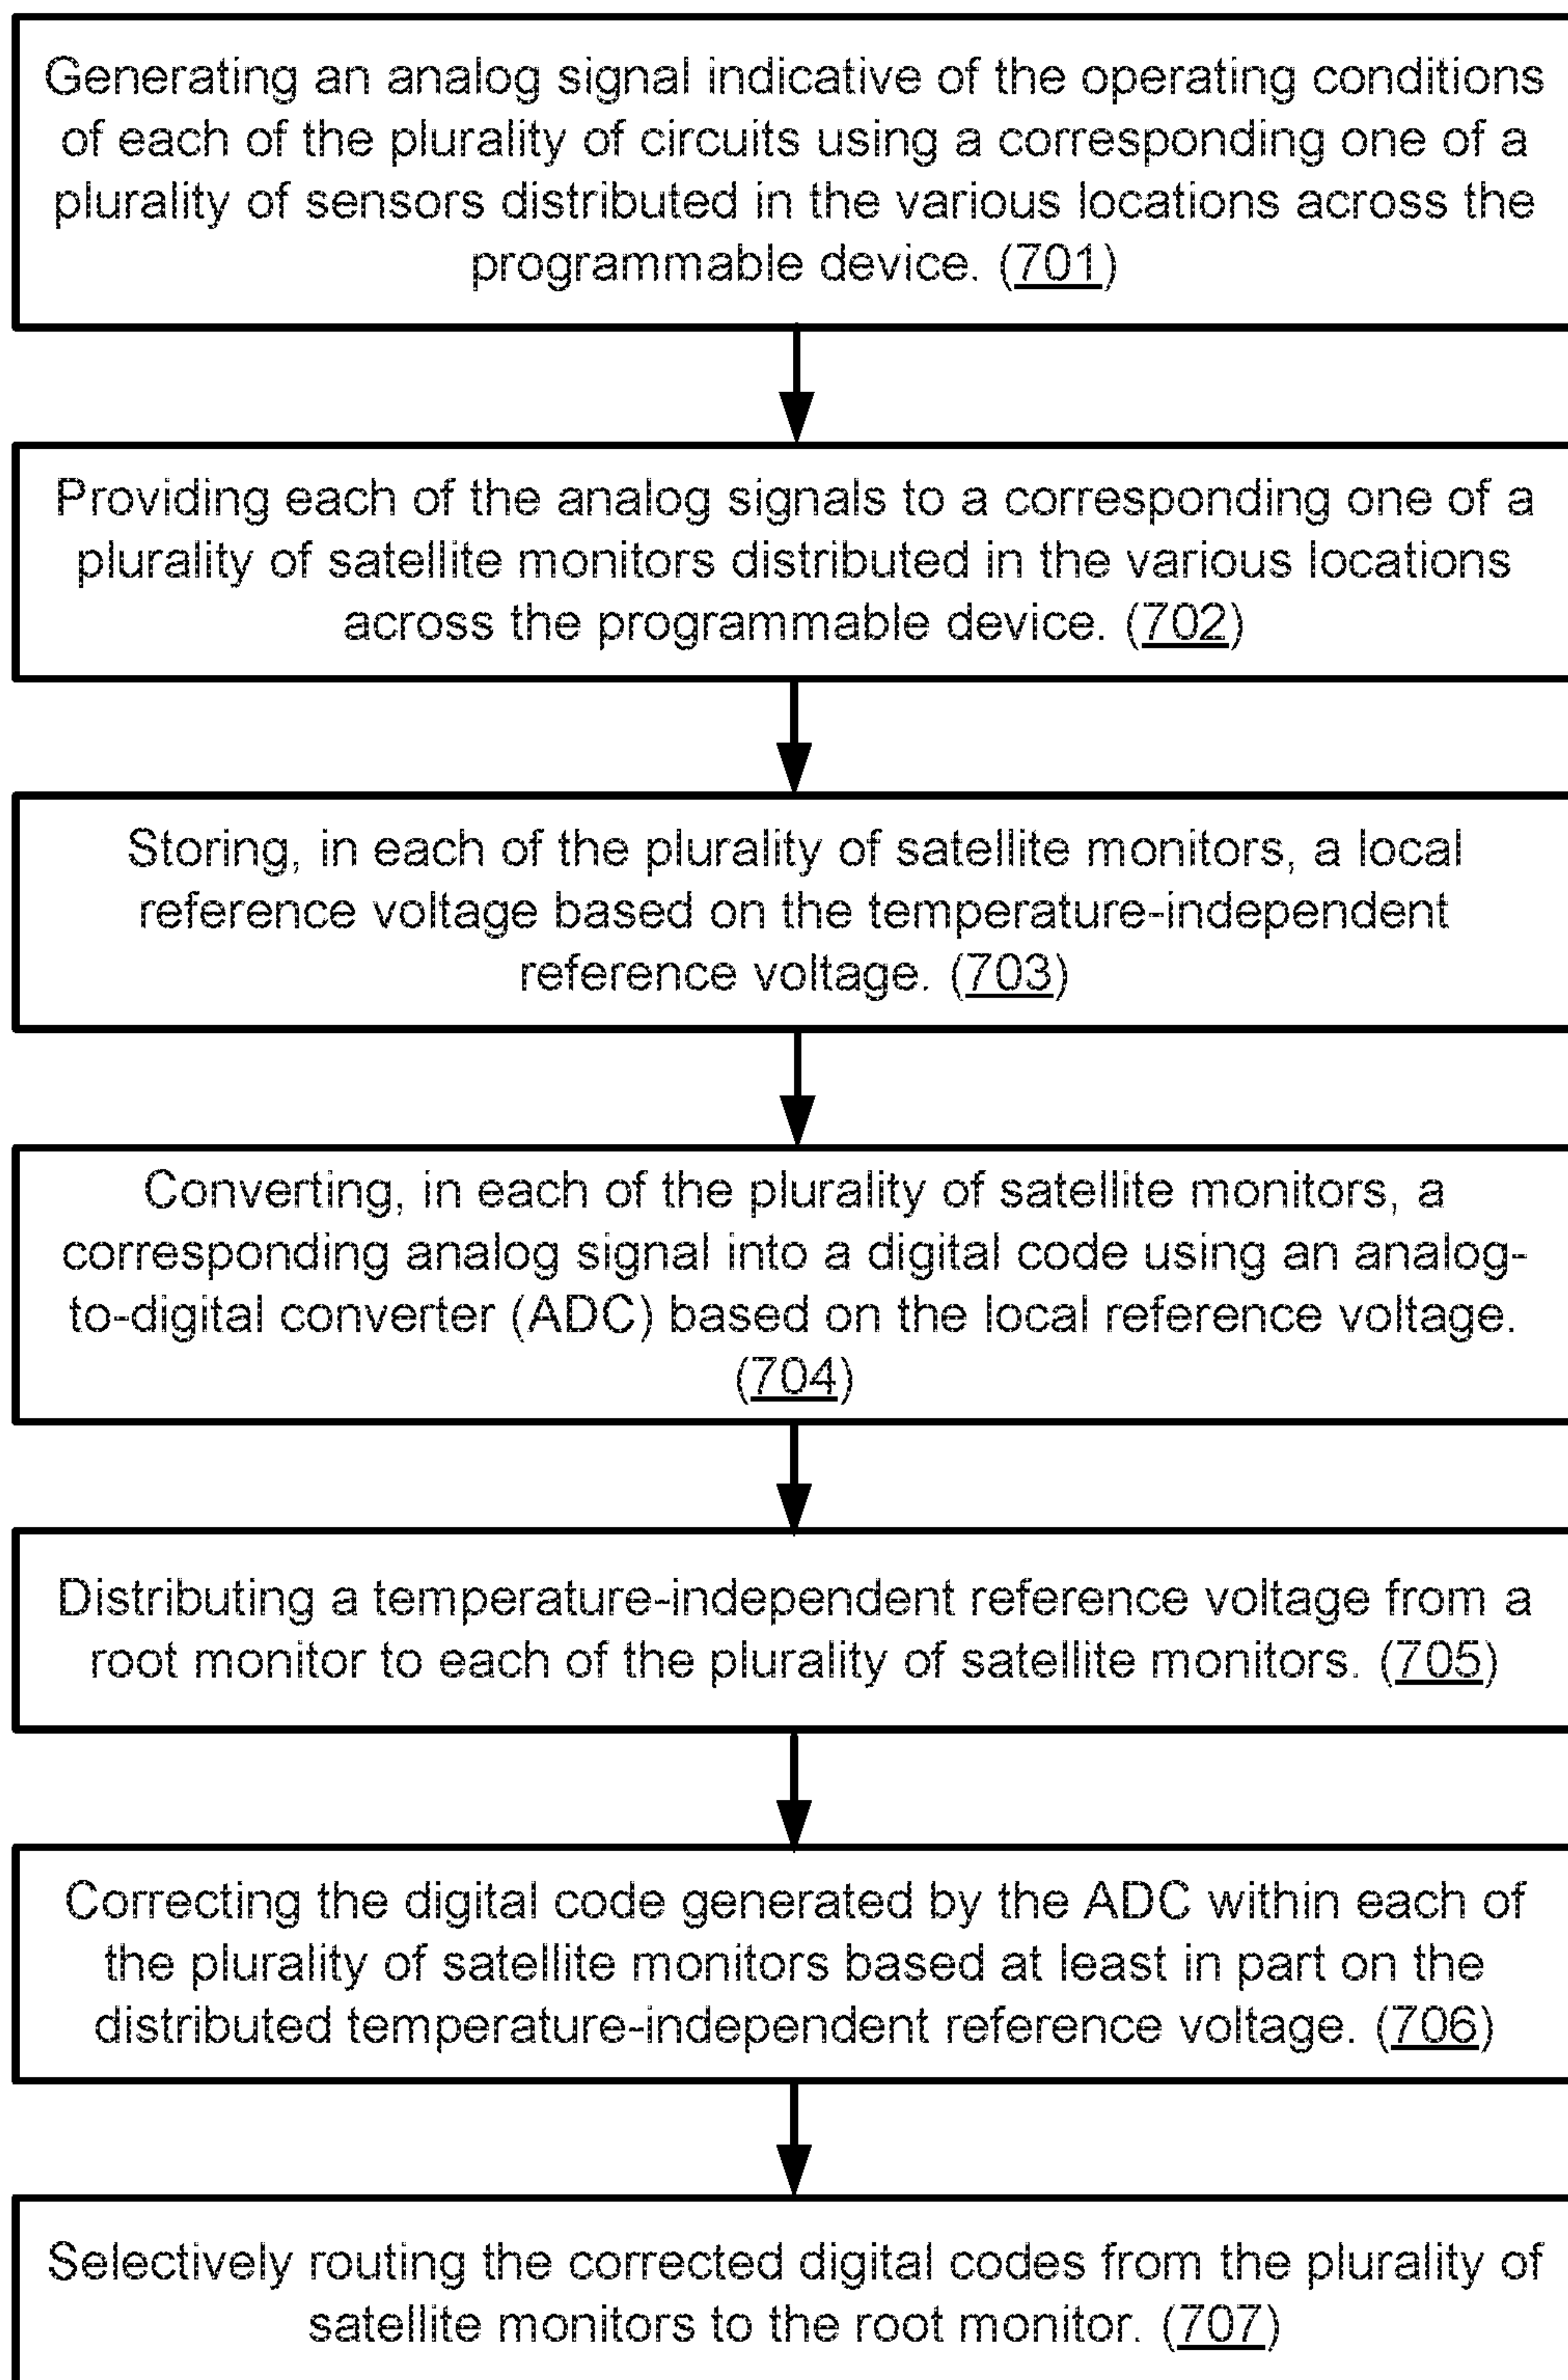 Generating an analog signal indicative of the operating conditions
of each of the plurality of circuits using a corresponding one of a
plurality of sensors distributed in the various locations across the
programmable device. (701)
Providing each of the analog signals to a corresponding one of a
plurality of satellite monitors distributed in the various locations
across the programmable device. (702)
Storing, in each of the plurality of satellite monitors, a local
reference voltage based on the temperature-independent
reference voltage. (703)
Converting, in each of the plurality of satellite monitors, a
corresponding analog signal into a digital code using an analog-
to-digital converter (ADC) based on the local reference voltage.
(704)
Distributing a temperature-independent reference voltage from a
root monitor to each of the plurality of satellite monitors. (705)
Correcting the digital code generated by the ADC within each of
the plurality of satellite monitors based at least in part on the
distributed temperature-independent reference voltage. (706)
Selectively routing the corrected digital codes from the plurality of
satellite monitors to the root monitor. (707)